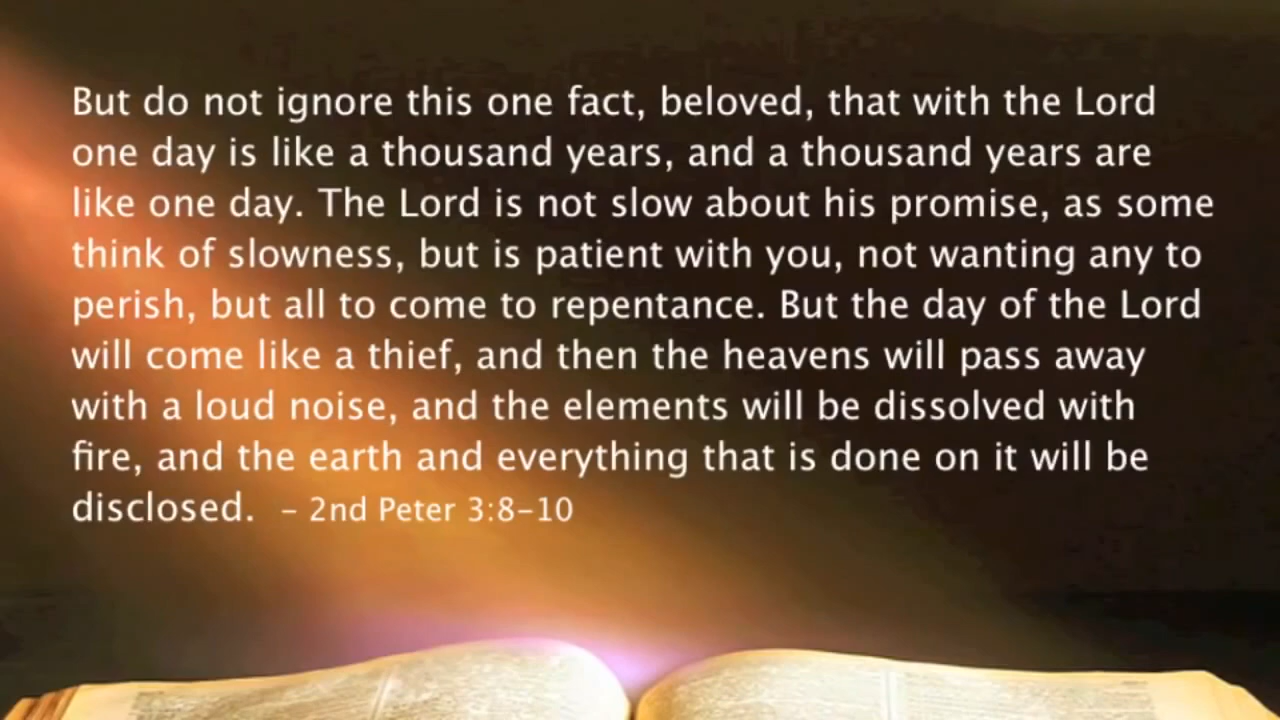 But do not ignore this one fact, beloved, that with the Lord
one day is like a thousand years, and a thousand years are
like one day. The Lord is not slow about his promise, as some
think of slowness, but is patient with you, not wanting any to
perish, but all to come to repentance. But the day of the Lord
will come like a thief, and then the heavens will pass away
with a loud noise, and the elements will be dissolved with
fire, and the earth and everything that is done on it will be
disclosed. – 2nd Peter 3:8–10